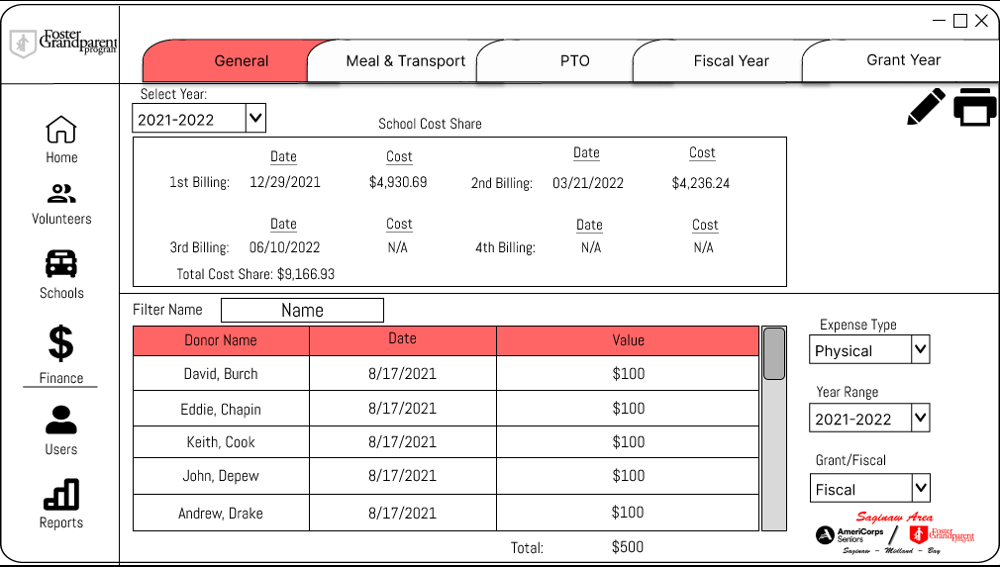 Foster
Grandparent
program
General Meal & Transport PTO Fiscal Year Grant Year
Select Year:
2021-2022
School Cost Share
Date Cost Date Cost
1st Billing: 12/29/2021 $4,930.69 2nd Billing: 03/21/2022 $4,236.24
Date Cost Date Cost
3rd Billing: 06/10/2022 N/A 4th Billing: N/A N/A
Total Cost Share: $9,166.93
Home
Volunteers
Schools
Finance
Users
Reports
Filter Name Name
Donor Name Date Value
David, Burch 8/17/2021 $100
Eddie, Chapin 8/17/2021 $100
Keith, Cook 8/17/2021 $100
John, Depew 8/17/2021 $100
Andrew, Drake 8/17/2021 $100
Total: $500
Expense Type
Physical
Year Range
2021-2022
Grant/Fiscal
Fiscal
Saginaw Area
AmeriCorps
Seniors
/
Foster
Grandparent
program
Saginaw - Midland - Bay